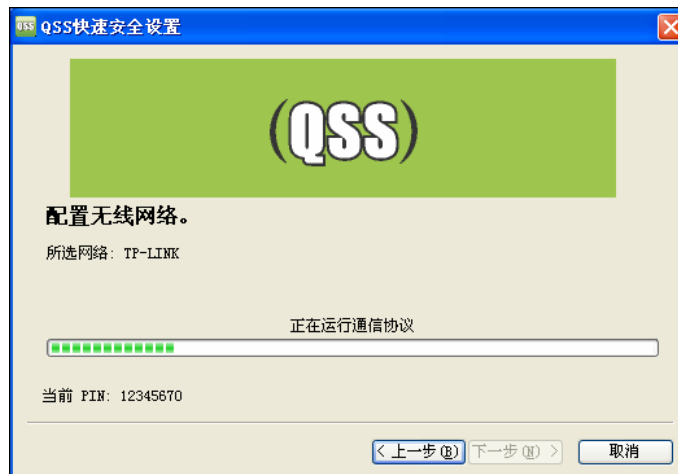 QSS QSS快速安全设置
(QSS)
配置无线网络。
所选网络: TP-LINK
正在运行通信协议
当前 PIN: 12345670
< 上一步(B) 下一步(N) > 取消